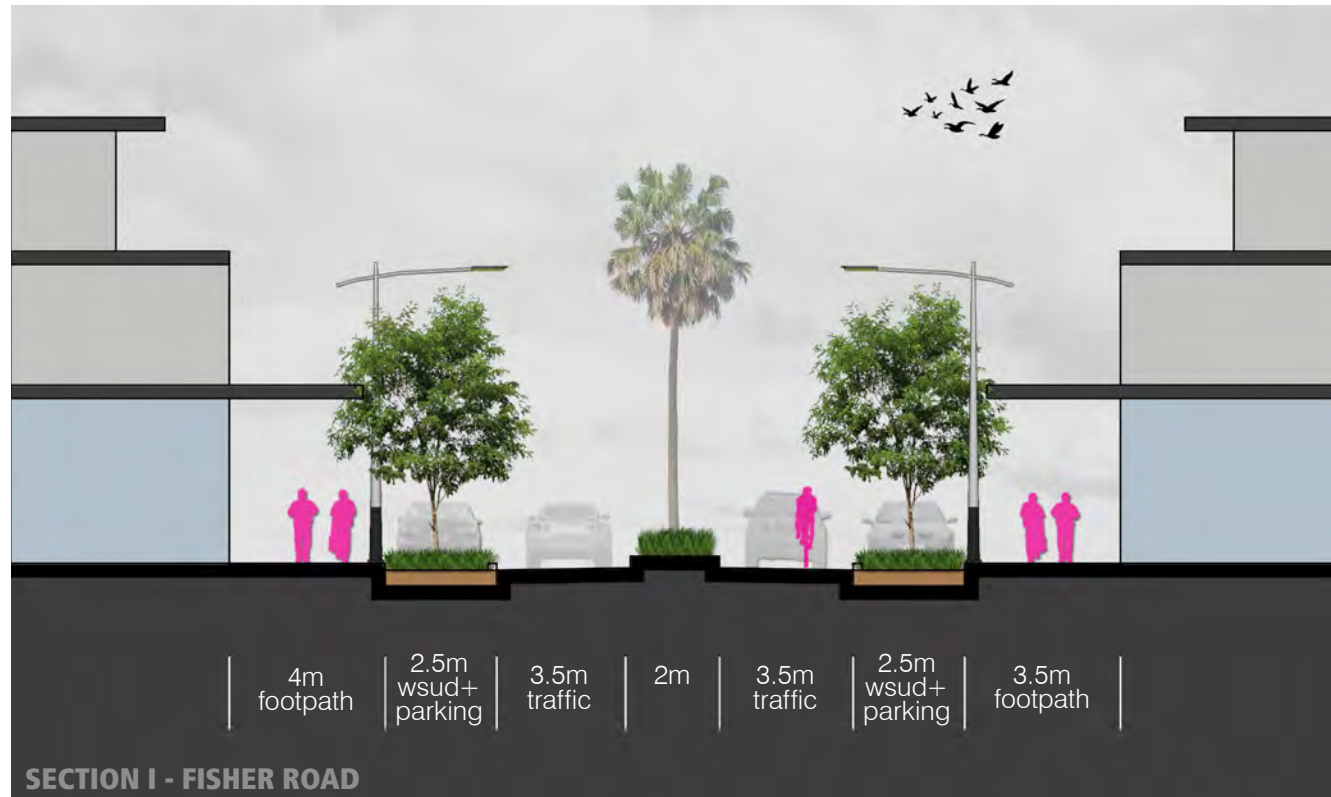 4m
footpath
2.5m
wsud+
parking
3.5m
traffic
2m
3.5m
traffic
2.5m
wsud+
parking
3.5m
footpath
SECTION I - FISHER ROAD